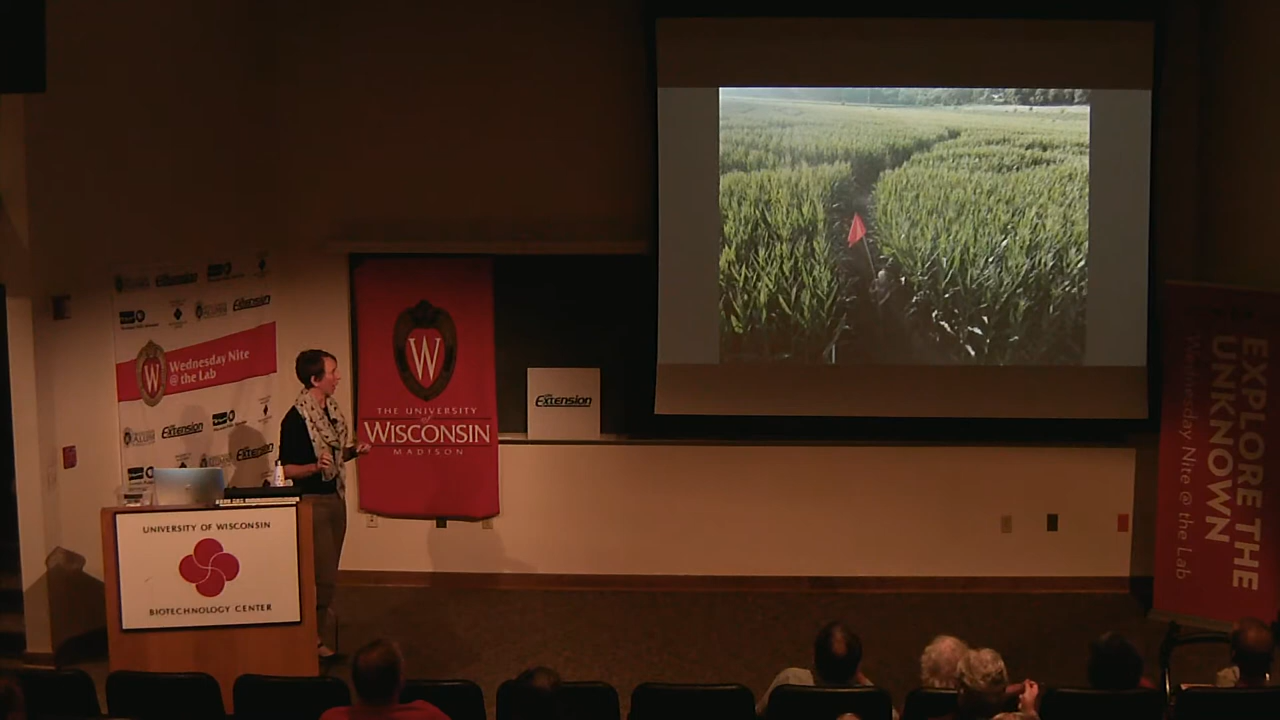 Extension
Extension
Wednesday Nite
@ the Lab
Extension
Extension
W
THE UNIVERSITY
of
WISCONSIN
MADISON
Extension
UNIVERSITY OF WISCONSIN
BIOTECHNOLOGY CENTER
EXPLORE THE
UNKNOWN
Wednesday Nite @ the Lab